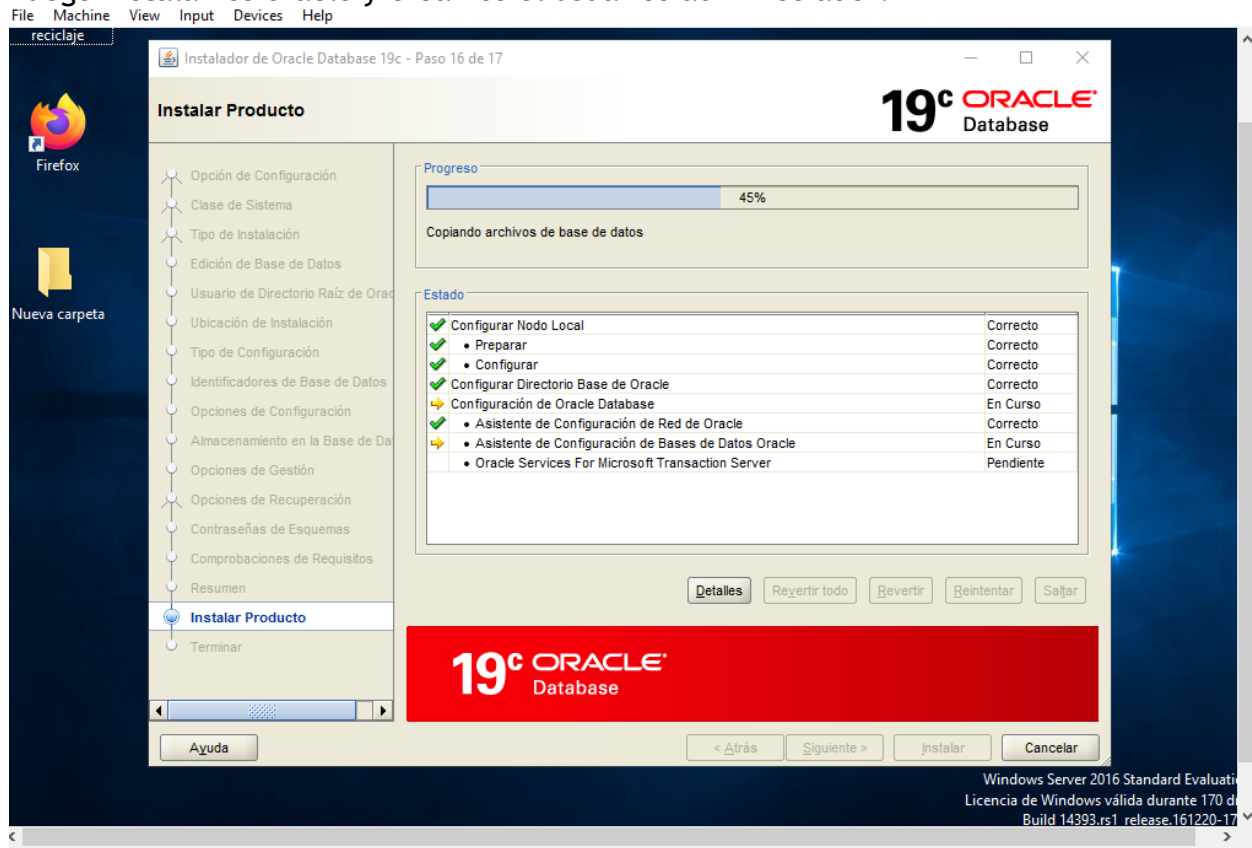 File Machine View Input Devices Help
reciclaje
Instalador de Oracle Database 19c - Paso 16 de 17
Instalar Producto
19c ORACLE
Database
Firefox
Nueva carpeta
Opción de Configuración
Clase de Sistema
Tipo de Instalación
Edición de Base de Datos
Usuario de Directorio Raíz de Orac
Ubicación de Instalación
Tipo de Configuración
Identificadores de Base de Datos
Opciones de Configuración
Almacenamiento en la Base de Da
Opciones de Gestión
Opciones de Recuperación
Contraseñas de Esquemas
Comprobaciones de Requisitos
Resumen
Instalar Producto
Terminar
Progreso
45%
Copiando archivos de base de datos
Estado
Configurar Nodo Local Correcto
• Preparar Correcto
• Configurar Correcto
Configurar Directorio Base de Oracle Correcto
Configuración de Oracle Database En Curso
• Asistente de Configuración de Red de Oracle Correcto
• Asistente de Configuración de Bases de Datos Oracle En Curso
• Oracle Services For Microsoft Transaction Server Pendiente
Detalles Revertir todo Revertir Reintentar Saltar
19c ORACLE
Database
Ayuda < Atrás Siguiente > Instalar Cancelar
Windows Server 2016 Standard Evaluati
Licencia de Windows válida durante 170 d
Build 14393.rs1_release.161220-17